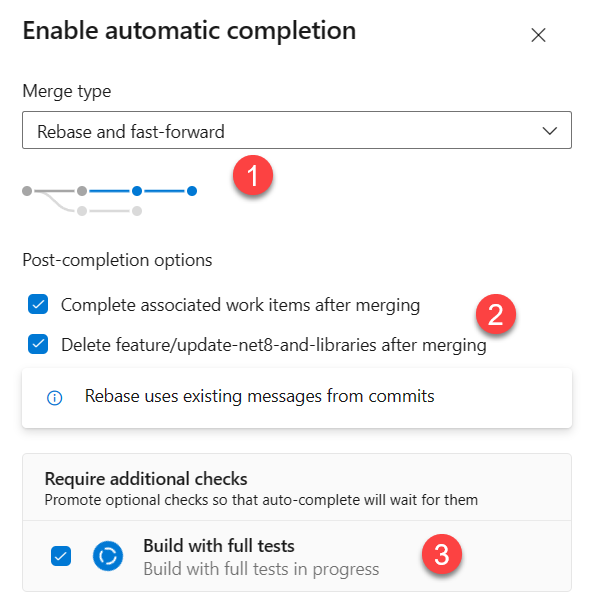 Enable automatic completion
Merge type
Rebase and fast-forward
1
Post-completion options
Complete associated work items after merging
2
Delete feature/update-net8-and-libraries after merging
Rebase uses existing messages from commits
Require additional checks
Promote optional checks so that auto-complete will wait for them
Build with full tests
3
Build with full tests in progress